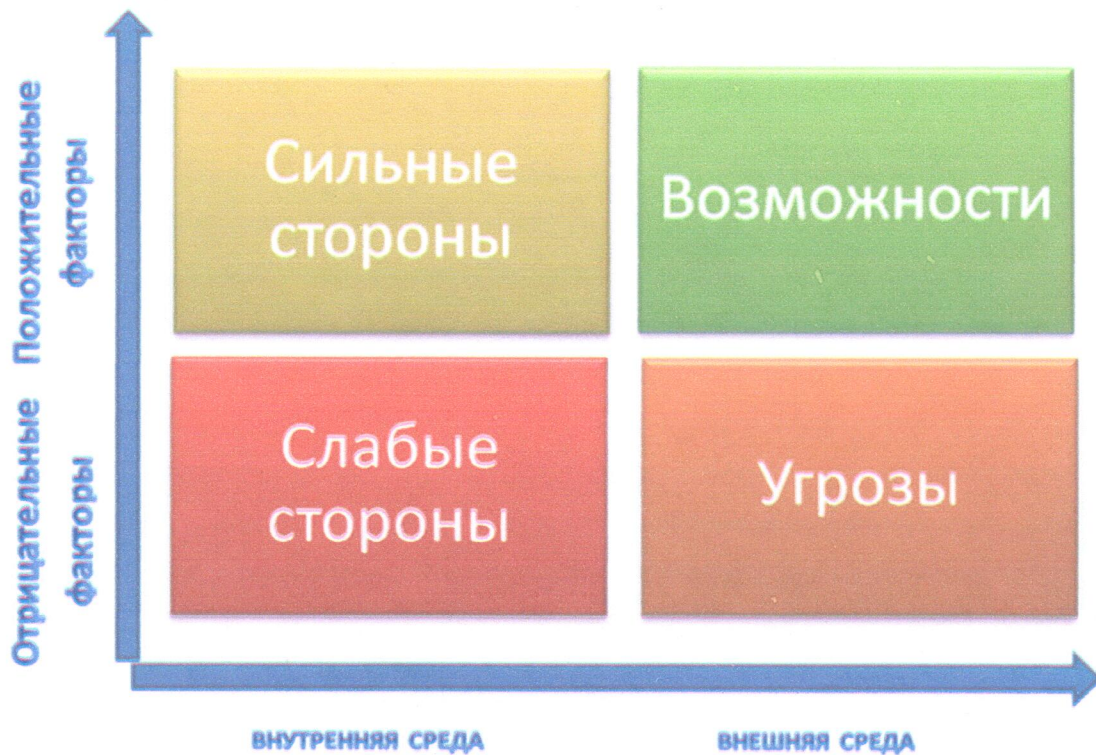 Положительные
факторы
Сильные
стороны
Возможности
Отрицательные
факторы
Слабые
стороны
Угрозы
ВНУТРЕННЯЯ СРЕДА
ВНЕШНЯЯ СРЕДА